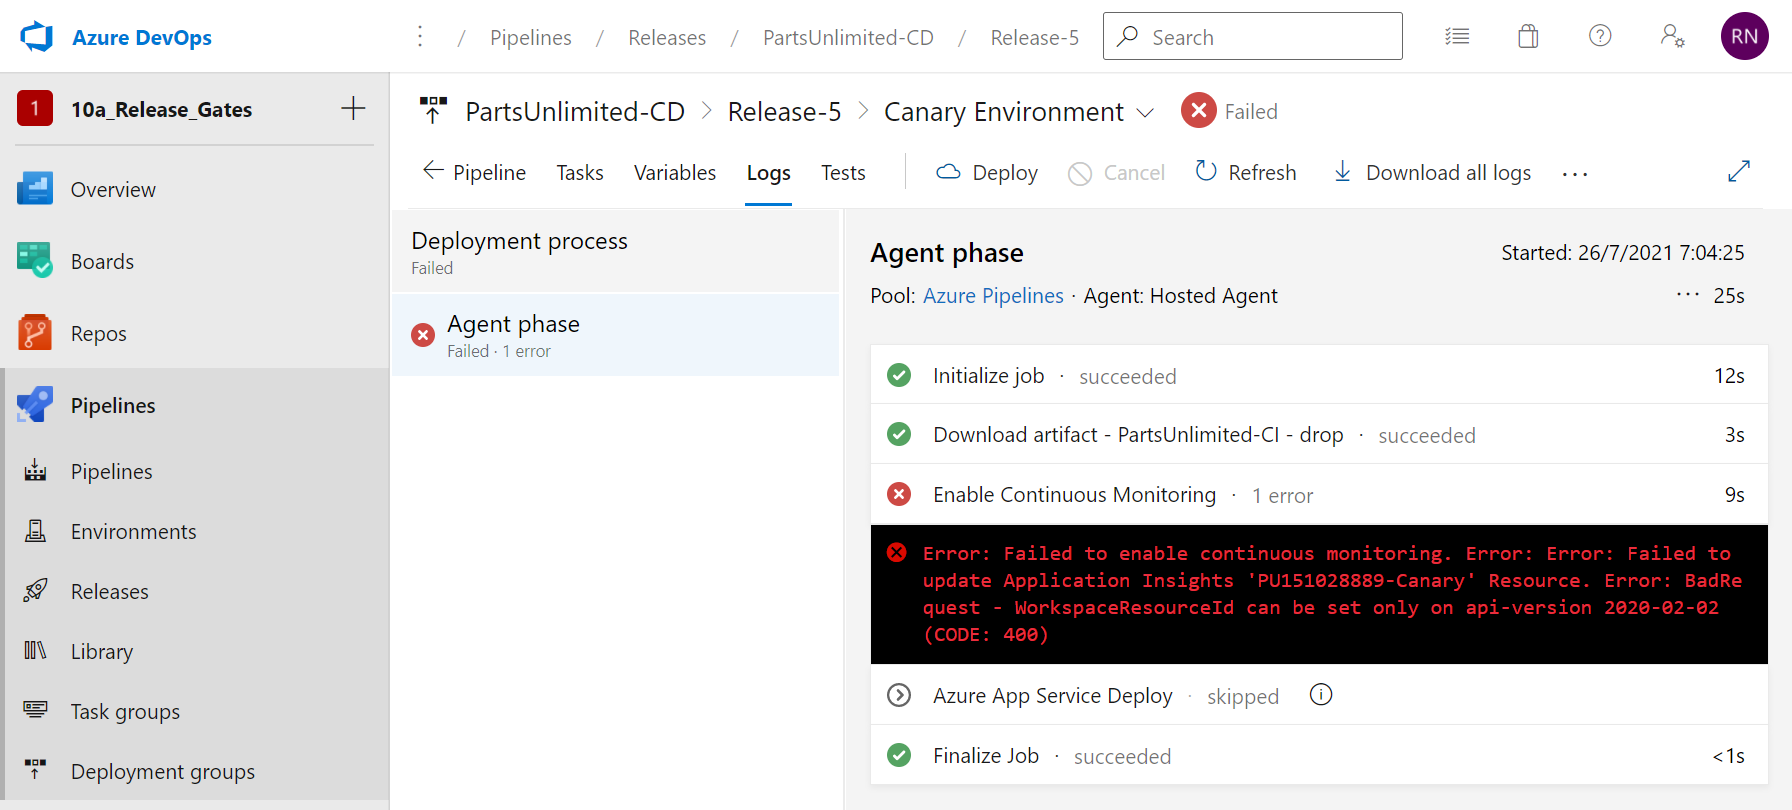 Azure DevOps
⋮ / Pipelines / Releases / PartsUnlimited-CD / Release-5
Search
RN
1 10a_Release_Gates +
Overview
Boards
Repos
Pipelines
Pipelines
Environments
Releases
Library
Task groups
Deployment groups
PartsUnlimited-CD > Release-5 > Canary Environment
Failed
← Pipeline Tasks Variables Logs Tests Deploy Cancel Refresh Download all logs ···
Deployment process
Failed
Agent phase
Failed · 1 error
Agent phase
Started: 26/7/2021 7:04:25
Pool: Azure Pipelines · Agent: Hosted Agent
··· 25s
Initialize job · succeeded 12s
Download artifact - PartsUnlimited-CI - drop · succeeded 3s
Enable Continuous Monitoring · 1 error 9s
Error: Failed to enable continuous monitoring. Error: Error: Failed to
update Application Insights 'PU151028889-Canary' Resource. Error: BadRe
quest - WorkspaceResourceId can be set only on api-version 2020-02-02
(CODE: 400)
Azure App Service Deploy · skipped
Finalize Job · succeeded <1s